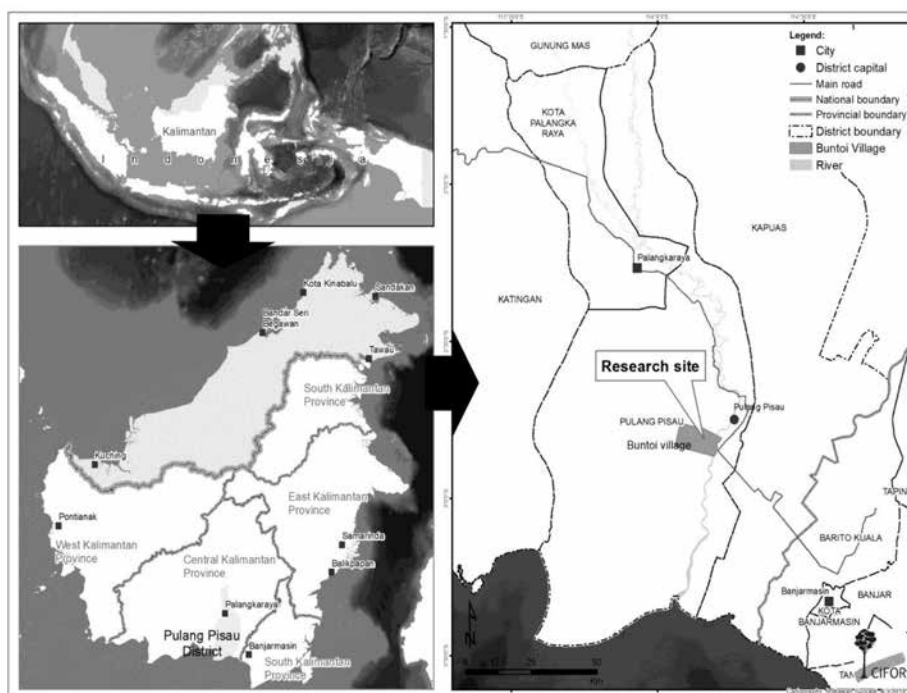 Kalimantan
I n d o n e s i a
Kota Kinabalu
Sandakan
Bandar Seri
Begawan
Tawau
South Kalimantan
Province
Kuching
East Kalimantan
Province
Pontianak
West Kalimantan
Province
Samarinda
Central Kalimantan
Province
Balikpapan
Palangkaraya
Pulang Pisau
District
Banjarmasin
South Kalimantan
Province
GUNUNG MAS
KOTA
PALANGKA
RAYA
KAPUAS
Palangkaraya
KATINGAN
Research site
Pulang Pisau
PULANG PISAU
Buntoi village
TAPIN
BARITO KUALA
Banjarmasin
BANJAR
KOTA
BANJARMASIN
TAN
CIFOR
Legend:
City
District capital
Main road
National boundary
Provincial boundary
District boundary
Buntoi Village
River
N
50